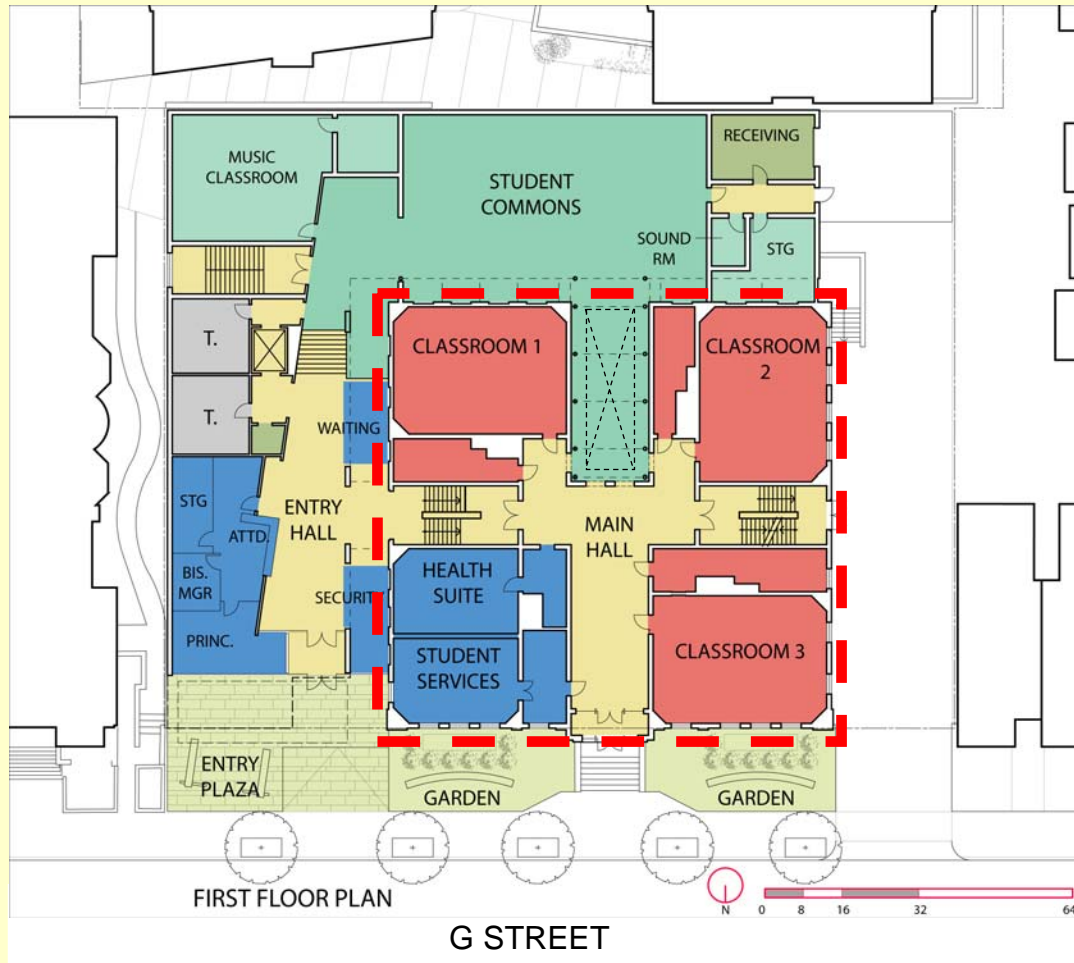 RECEIVING
MUSIC
CLASSROOM
STUDENT
COMMONS
SOUND
RM
STG
T.
CLASSROOM 1
CLASSROOM
2
T.
WAITING
STG
ENTRY
HALL
ATTD.
MAIN
HALL
BIS.
MGR
HEALTH
SUITE
SECURIT
PRINC.
STUDENT
SERVICES
CLASSROOM 3
ENTRY
PLAZA
GARDEN
GARDEN
FIRST FLOOR PLAN
N
0 8 16 32 64
G STREET